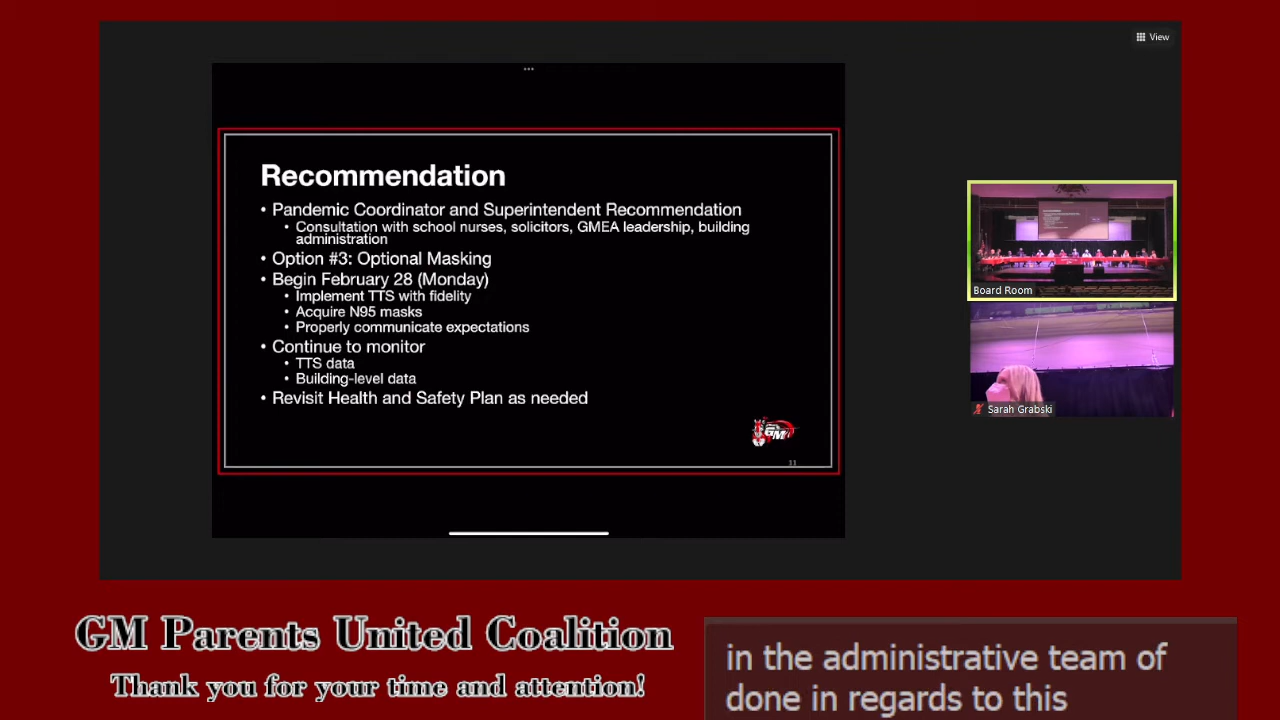 View
Recommendation
• Pandemic Coordinator and Superintendent Recommendation
• Consultation with school nurses, solicitors, GMEA leadership, building
administration
• Option #3: Optional Masking
• Begin February 28 (Monday)
• Implement TTS with fidelity
• Acquire N95 masks
• Properly communicate expectations
• Continue to monitor
• TTS data
• Building-level data
• Revisit Health and Safety Plan as needed
GM
11
Board Room
Sarah Grabski
GM Parents United Coalition
Thank you for your time and attention!
in the administrative team of
done in regards to this